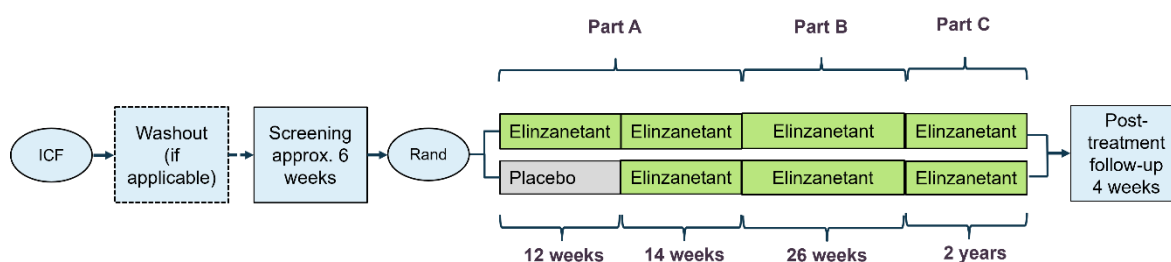 Part A
Part B
Part C
ICF
Washout
(if
applicable)
Screening
approx. 6
weeks
Rand
Elinzanetant
Elinzanetant
Elinzanetant
Elinzanetant
Placebo
Elinzanetant
Elinzanetant
Elinzanetant
Post-
treatment
follow-up
4 weeks
12 weeks
14 weeks
26 weeks
2 years